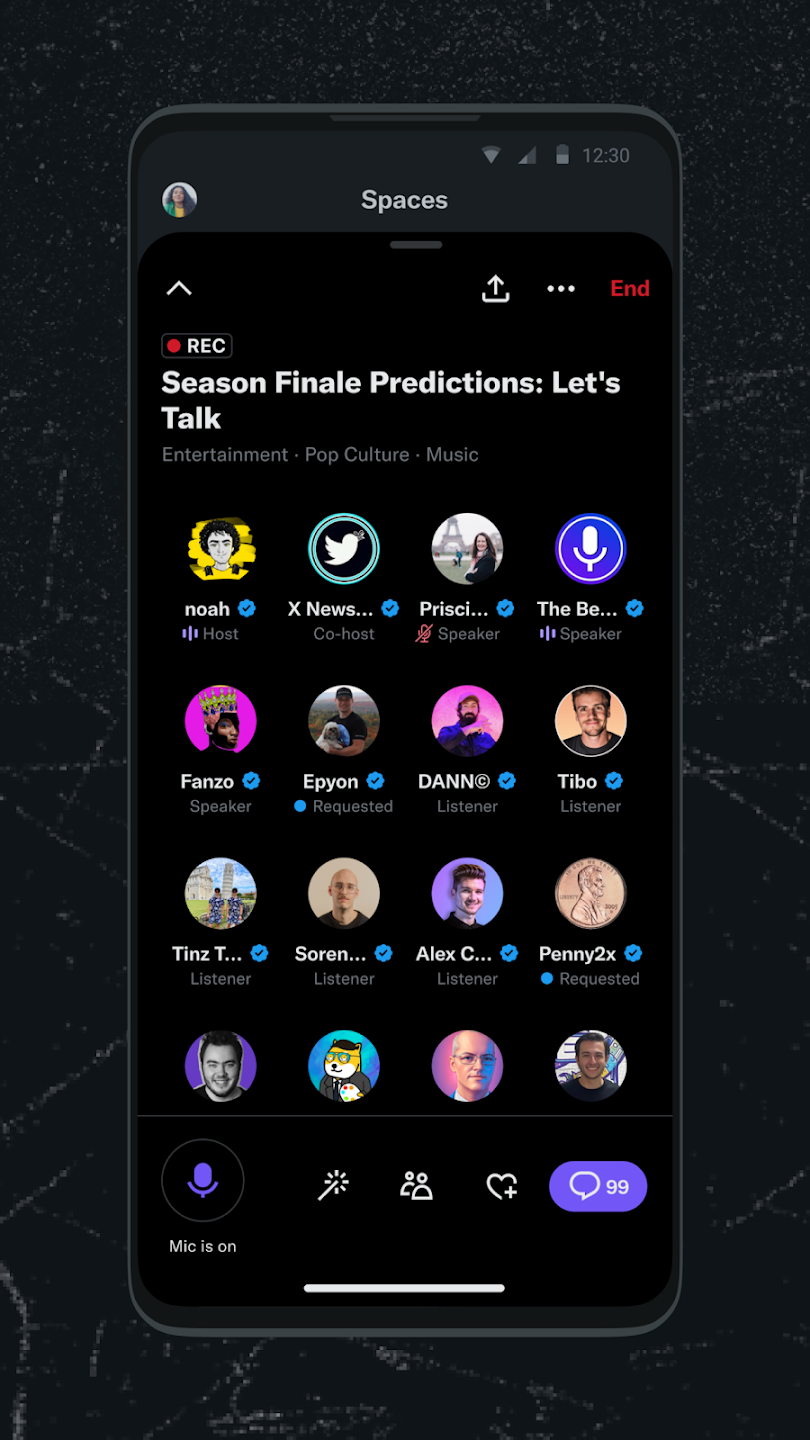 12:30
Spaces
End
REC
Season Finale Predictions: Let's
Talk
Entertainment · Pop Culture · Music
noah X News... Prisci... The Be...
Host Co-host Speaker Speaker
Fanzo Epyon DANN© Tibo
Speaker Requested Listener Listener
Tinz T... Soren... Alex C... Penny2x
Listener Listener Listener Requested
99
Mic is on